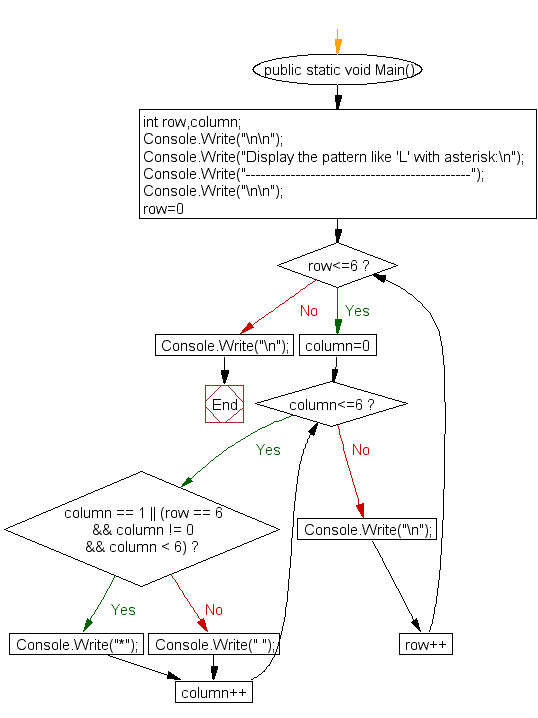 public static void Main()
int row,column;
Console.Write("\n\n");
Console.Write("Display the pattern like 'L' with asterisk:\n");
Console.Write("---------------------------------------------");
Console.Write("\n\n");
row=0
row<=6 ?
No
Yes
Console.Write("\n");
column=0
End
column<=6 ?
Yes
No
column == 1 || (row == 6
&& column != 0
&& column < 6) ?
Console.Write("\n");
Yes
No
Console.Write("*");
Console.Write(" ");
row++
column++